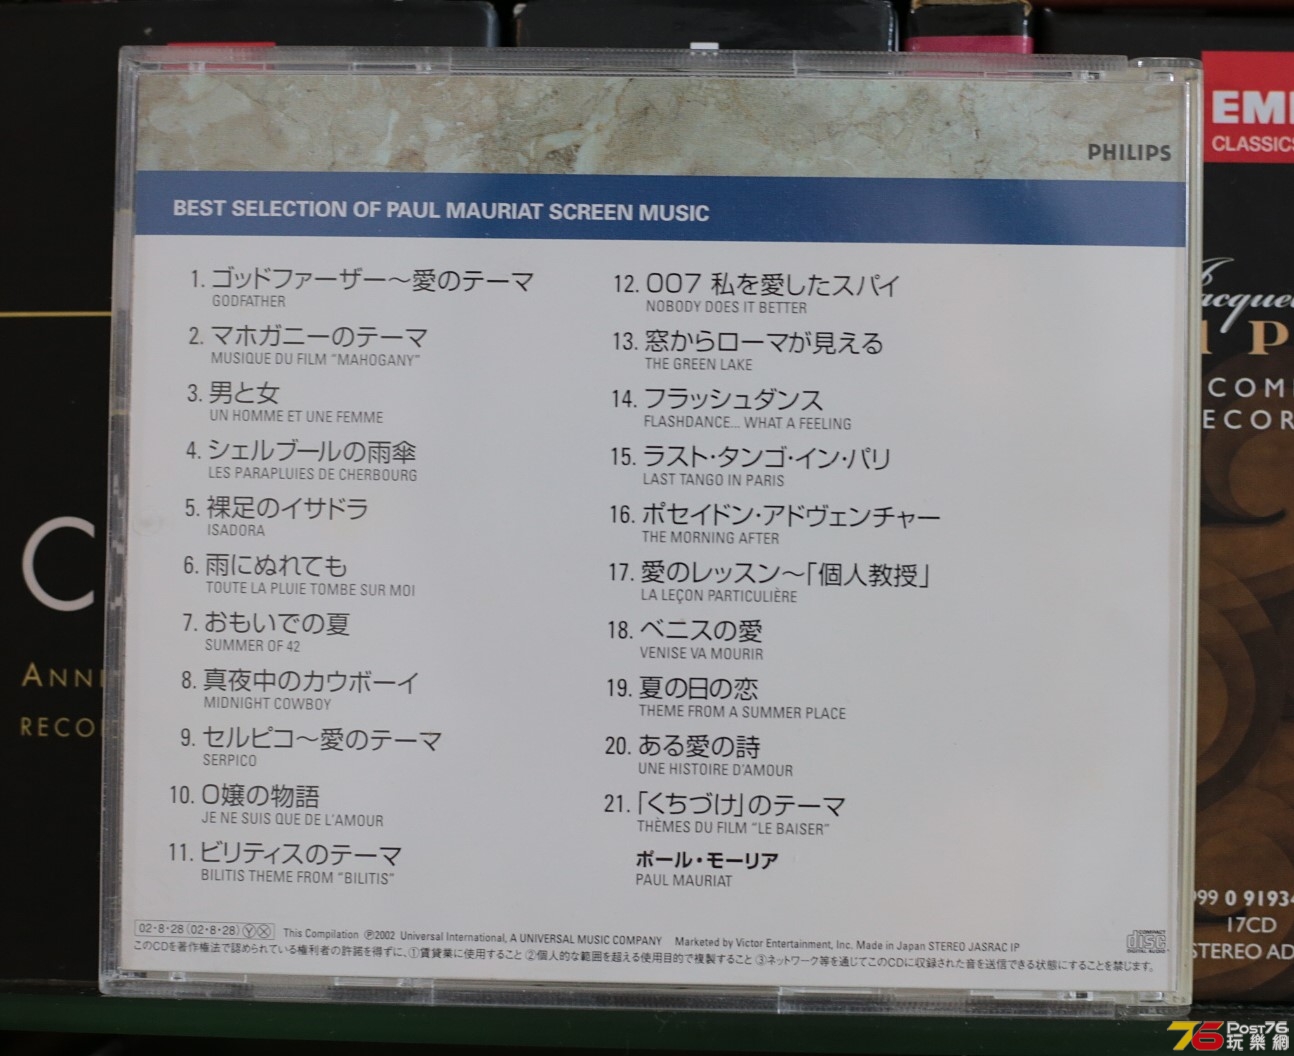 PHILIPS
BEST SELECTION OF PAUL MAURIAT SCREEN MUSIC
1. ゴッドファーザー〜愛のテーマ
GODFATHER
2. マホガニーのテーマ
MUSIQUE DU FILM "MAHOGANY"
3. 男と女
UN HOMME ET UNE FEMME
4. シェルブールの雨傘
LES PARAPLUIES DE CHERBOURG
5. 裸足のイサドラ
ISADORA
6. 雨にぬれても
TOUTE LA PLUIE TOMBE SUR MOI
7. おもいでの夏
SUMMER OF 42
8. 真夜中のカウボーイ
MIDNIGHT COWBOY
9. セルピコ〜愛のテーマ
SERPICO
10. O嬢の物語
JE NE SUIS QUE DE L'AMOUR
11. ビリティスのテーマ
BILITIS THEME FROM "BILITIS"
12. 007 私を愛したスパイ
NOBODY DOES IT BETTER
13. 窓からローマが見える
THE GREEN LAKE
14. フラッシュダンス
FLASHDANCE... WHAT A FEELING
15. ラスト・タンゴ・イン・パリ
LAST TANGO IN PARIS
16. ポセイドン・アドヴェンチャー
THE MORNING AFTER
17. 愛のレッスン〜「個人教授」
LA LEÇON PARTICULIÈRE
18. ベニスの愛
VENISE VA MOURIR
19. 夏の日の恋
THEME FROM A SUMMER PLACE
20. ある愛の詩
UNE HISTOIRE D'AMOUR
21. 「くちづけ」のテーマ
THÈMES DU FILM "LE BAISER"
ポール・モーリア
PAUL MAURIAT
02・8・28 (02・8・28) Ⓨ Ⓧ This Compilation ℗2002 Universal International, A UNIVERSAL MUSIC COMPANY Marketed by Victor Entertainment, Inc. Made in Japan STEREO JASRAC IP
このCDを著作権法で認められている権利者の許諾を得ずに、①賃貸業に使用すること ②個人的な範囲を超える使用目的で複製すること ③ネットワーク等を通じてこのCDに収録された音を送信できる状態にすることを禁じます。
COMPACT
disc
DIGITAL AUDIO
C
ANNI
RECO
EMI
CLASSICS
acque
P
COM
ECOR
999 0 9193
17CD
STEREO AD
76 Post76
玩樂網